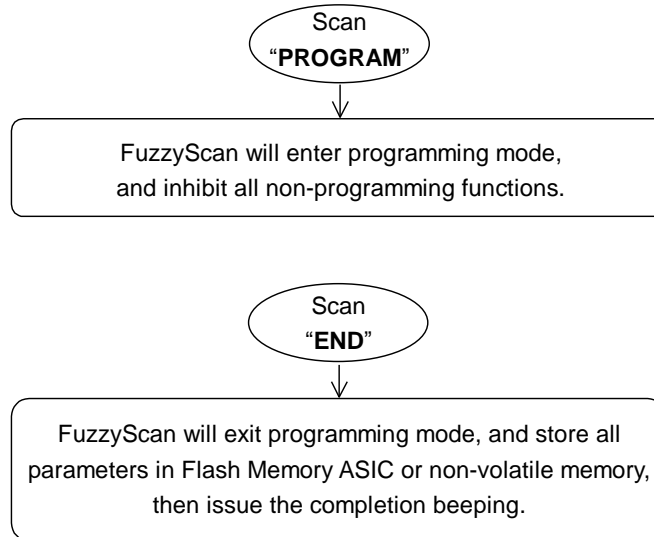 Scan
“PROGRAM”
FuzzyScan will enter programming mode,
and inhibit all non-programming functions.
Scan
“END”
FuzzyScan will exit programming mode, and store all
parameters in Flash Memory ASIC or non-volatile memory,
then issue the completion beeping.